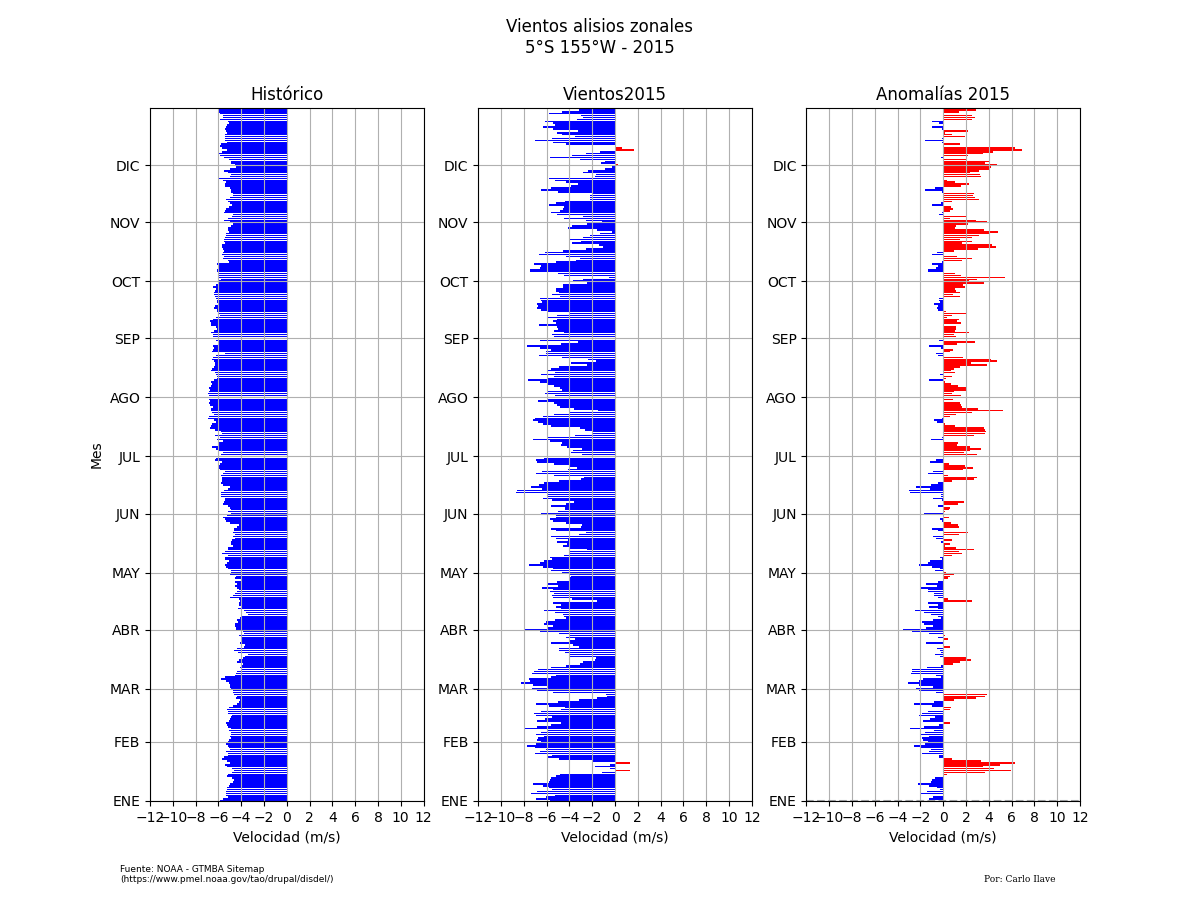 Vientos alisios zonales
5°S 155°W - 2015
Histórico
Vientos2015
Anomalías 2015
Mes
DIC
NOV
OCT
SEP
AGO
JUL
JUN
MAY
ABR
MAR
FEB
ENE
DIC
NOV
OCT
SEP
AGO
JUL
JUN
MAY
ABR
MAR
FEB
ENE
DIC
NOV
OCT
SEP
AGO
JUL
JUN
MAY
ABR
MAR
FEB
ENE
−12 −10 −8 −6 −4 −2 0 2 4 6 8 10 12
−12 −10 −8 −6 −4 −2 0 2 4 6 8 10 12
−12 −10 −8 −6 −4 −2 0 2 4 6 8 10 12
Velocidad (m/s)
Velocidad (m/s)
Velocidad (m/s)
Fuente: NOAA - GTMBA Sitemap
(https://www.pmel.noaa.gov/tao/drupal/disdel/)
Por: Carlo Ilave